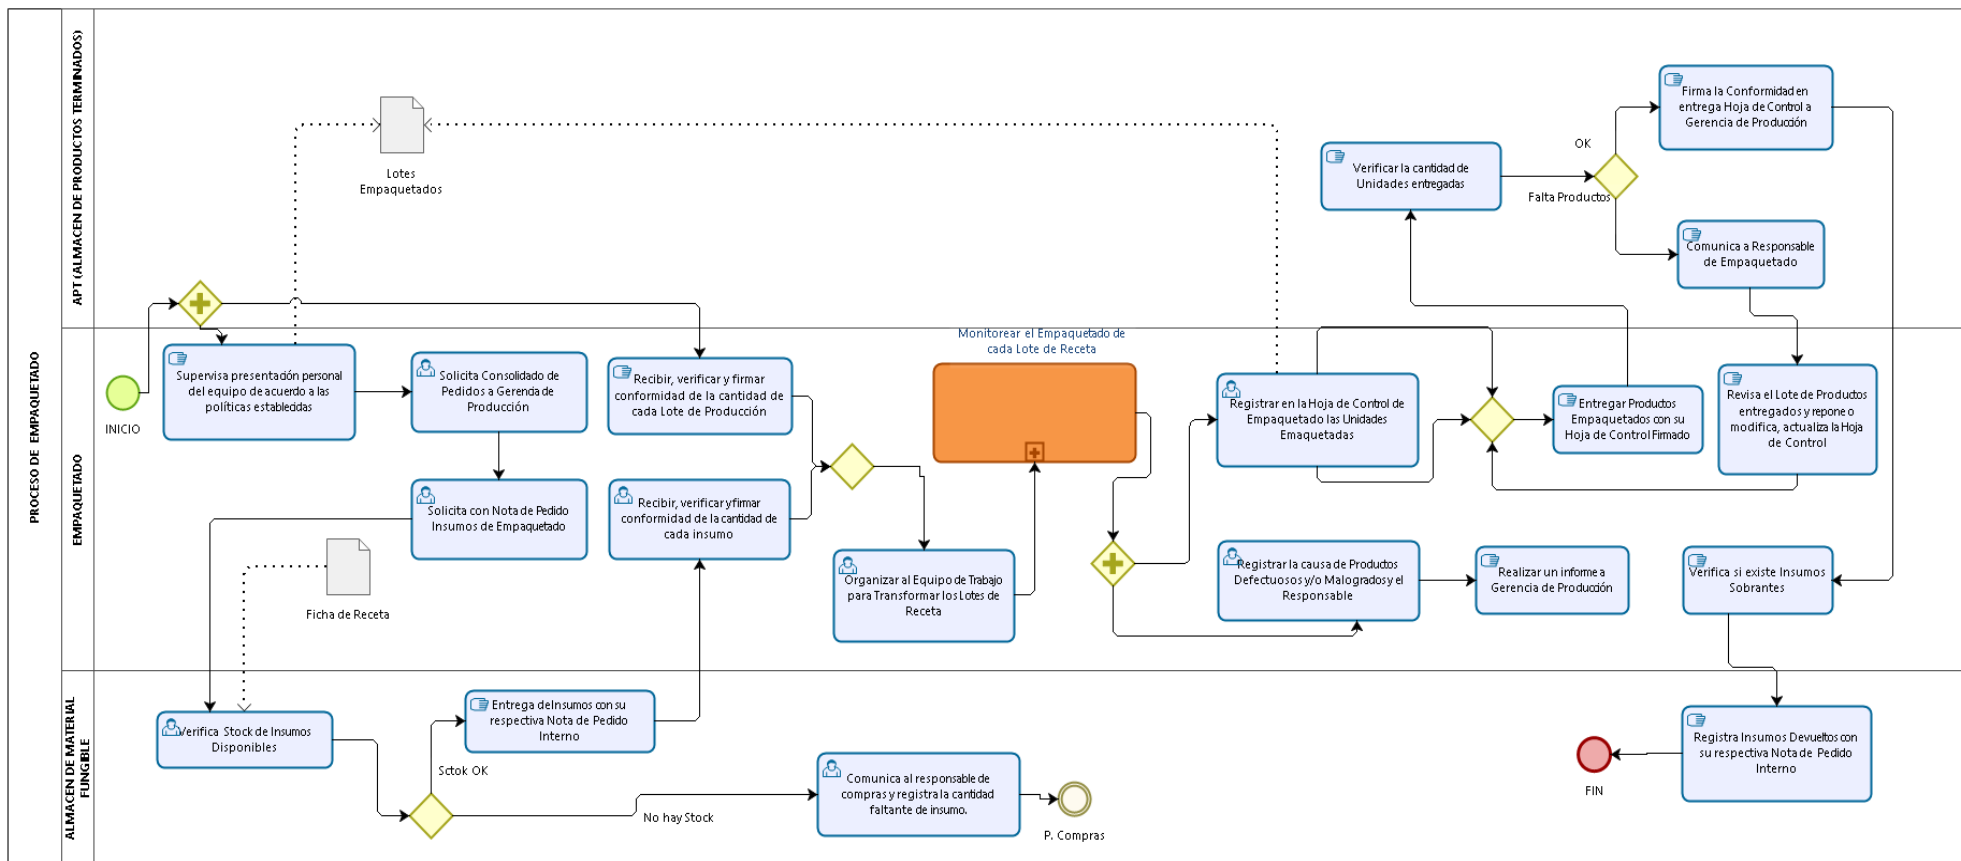 PROCESO DE EMPAQUETADO
APT (ALMACEN DE PRODUCTOS TERMINADOS)
Lotes
Empaquetados
Verificar la cantidad de
Unidades entregadas
OK
Falta Productos
Firma la Conformidad en
entrega Hoja de Control a
Gerencia de Producción
Comunica a Responsable
de Empaquetado
EMPAQUETADO
INICIO
Supervisa presentación personal
del equipo de acuerdo a las
políticas establecidas
Solicita Consolidado de
Pedidos a Gerencia de
Producción
Solicita con Nota de Pedido
Insumos de Empaquetado
Ficha de Receta
Recibir, verificar y firmar
conformidad de la cantidad de
cada Lote de Producción
Recibir, verificar y firmar
conformidad de la cantidad de
cada insumo
Organizar al Equipo de Trabajo
para Transformar los Lotes de
Receta
Monitorear el Empaquetado de
cada Lote de Receta
Registrar en la Hoja de Control de
Empaquetado las Unidades
Emaquetadas
Registrar la causa de Productos
Defectuosos y/o Malogrados y el
Responsable
Realizar un informe a
Gerencia de Producción
Entregar Productos
Empaquetados con su
Hoja de Control Firmado
Revisa el Lote de Productos
entregados y repone o
modifica, actualiza la Hoja
de Control
Verifica si existe Insumos
Sobrantes
ALMACEN DE MATERIAL
FUNGIBLE
Verifica Stock de Insumos
Disponibles
Sctok OK
No hay Stock
Entrega de Insumos con su
respectiva Nota de Pedido
Interno
Comunica al responsable de
compras y registra la cantidad
faltante de insumo.
P. Compras
Registra Insumos Devueltos con
su respectiva Nota de Pedido
Interno
FIN